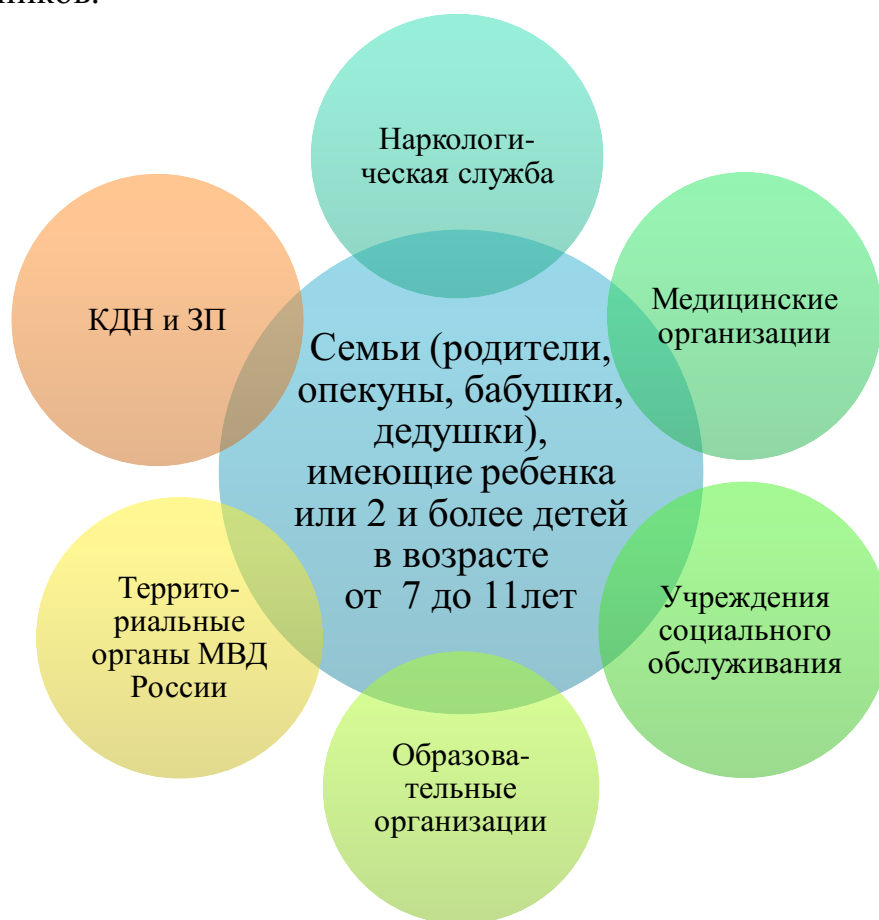 Наркологи-
ческая служба
Медицинские
организации
Учреждения
социального
обслуживания
Образова-
тельные
организации
Террито-
риальные
органы МВД
России
КДН и ЗП
Семьи (родители,
опекуны, бабушки,
дедушки),
имеющие ребенка
или 2 и более детей
в возрасте
от 7 до 11лет